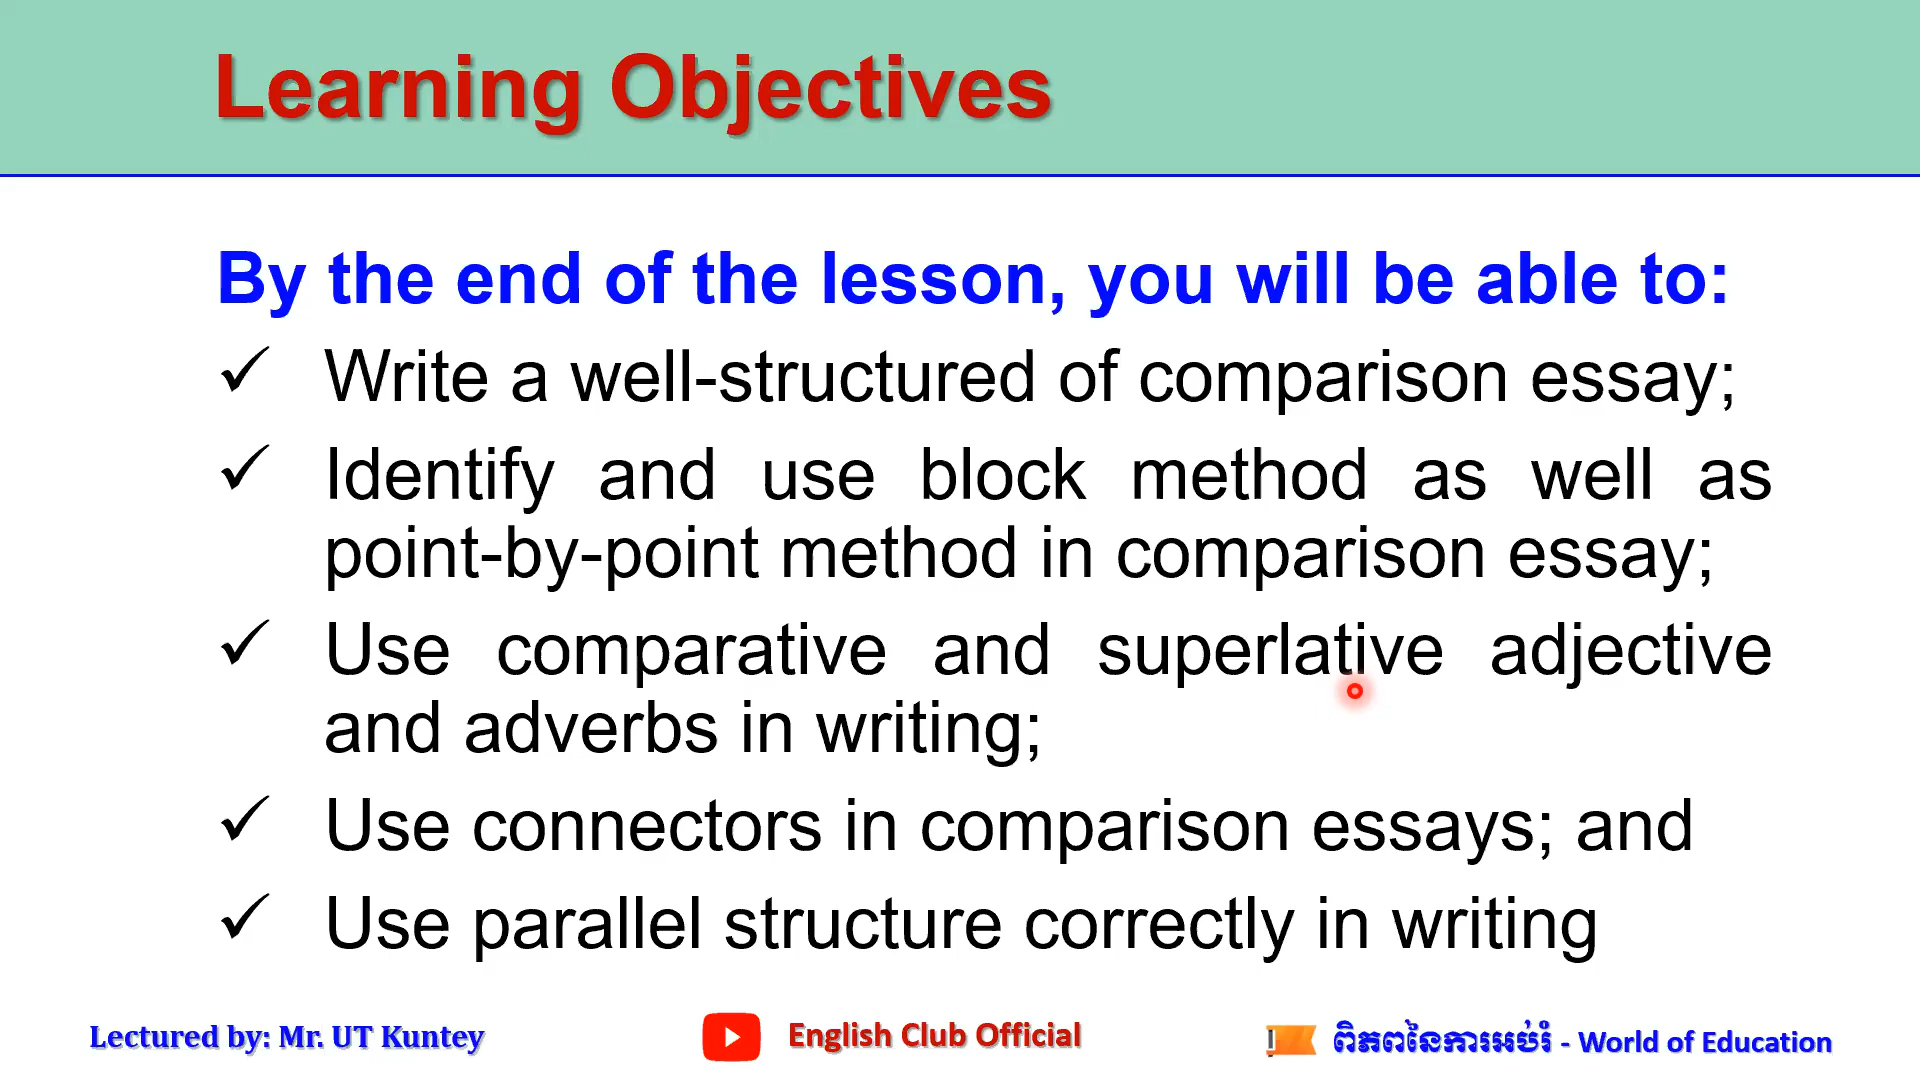 Learning Objectives
By the end of the lesson, you will be able to:
✓ Write a well-structured of comparison essay;
✓ Identify and use block method as well as
point-by-point method in comparison essay;
✓ Use comparative and superlative adjective
and adverbs in writing;
✓ Use connectors in comparison essays; and
✓ Use parallel structure correctly in writing
Lectured by: Mr. UT Kuntey
English Club Official
ពិភពនៃការអប់រំ - World of Education